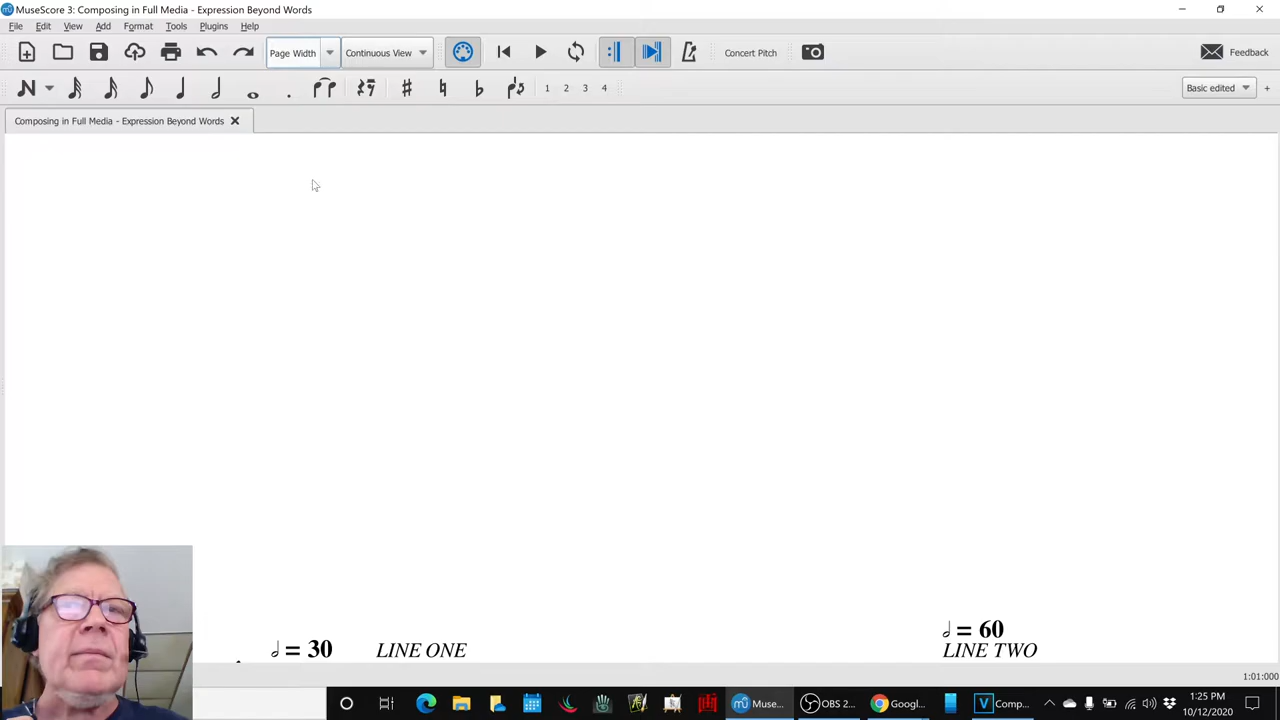 MuseScore 3: Composing in Full Media - Expression Beyond Words
File Edit View Add Format Tools Plugins Help
Page Width Continuous View Concert Pitch Feedback
1 2 3 4 Basic edited +
Composing in Full Media - Expression Beyond Words
= 60
= 30 LINE ONE LINE TWO
1:01:000
Muse... OBS 2... Googl... Comp... 1:25 PM
10/12/2020